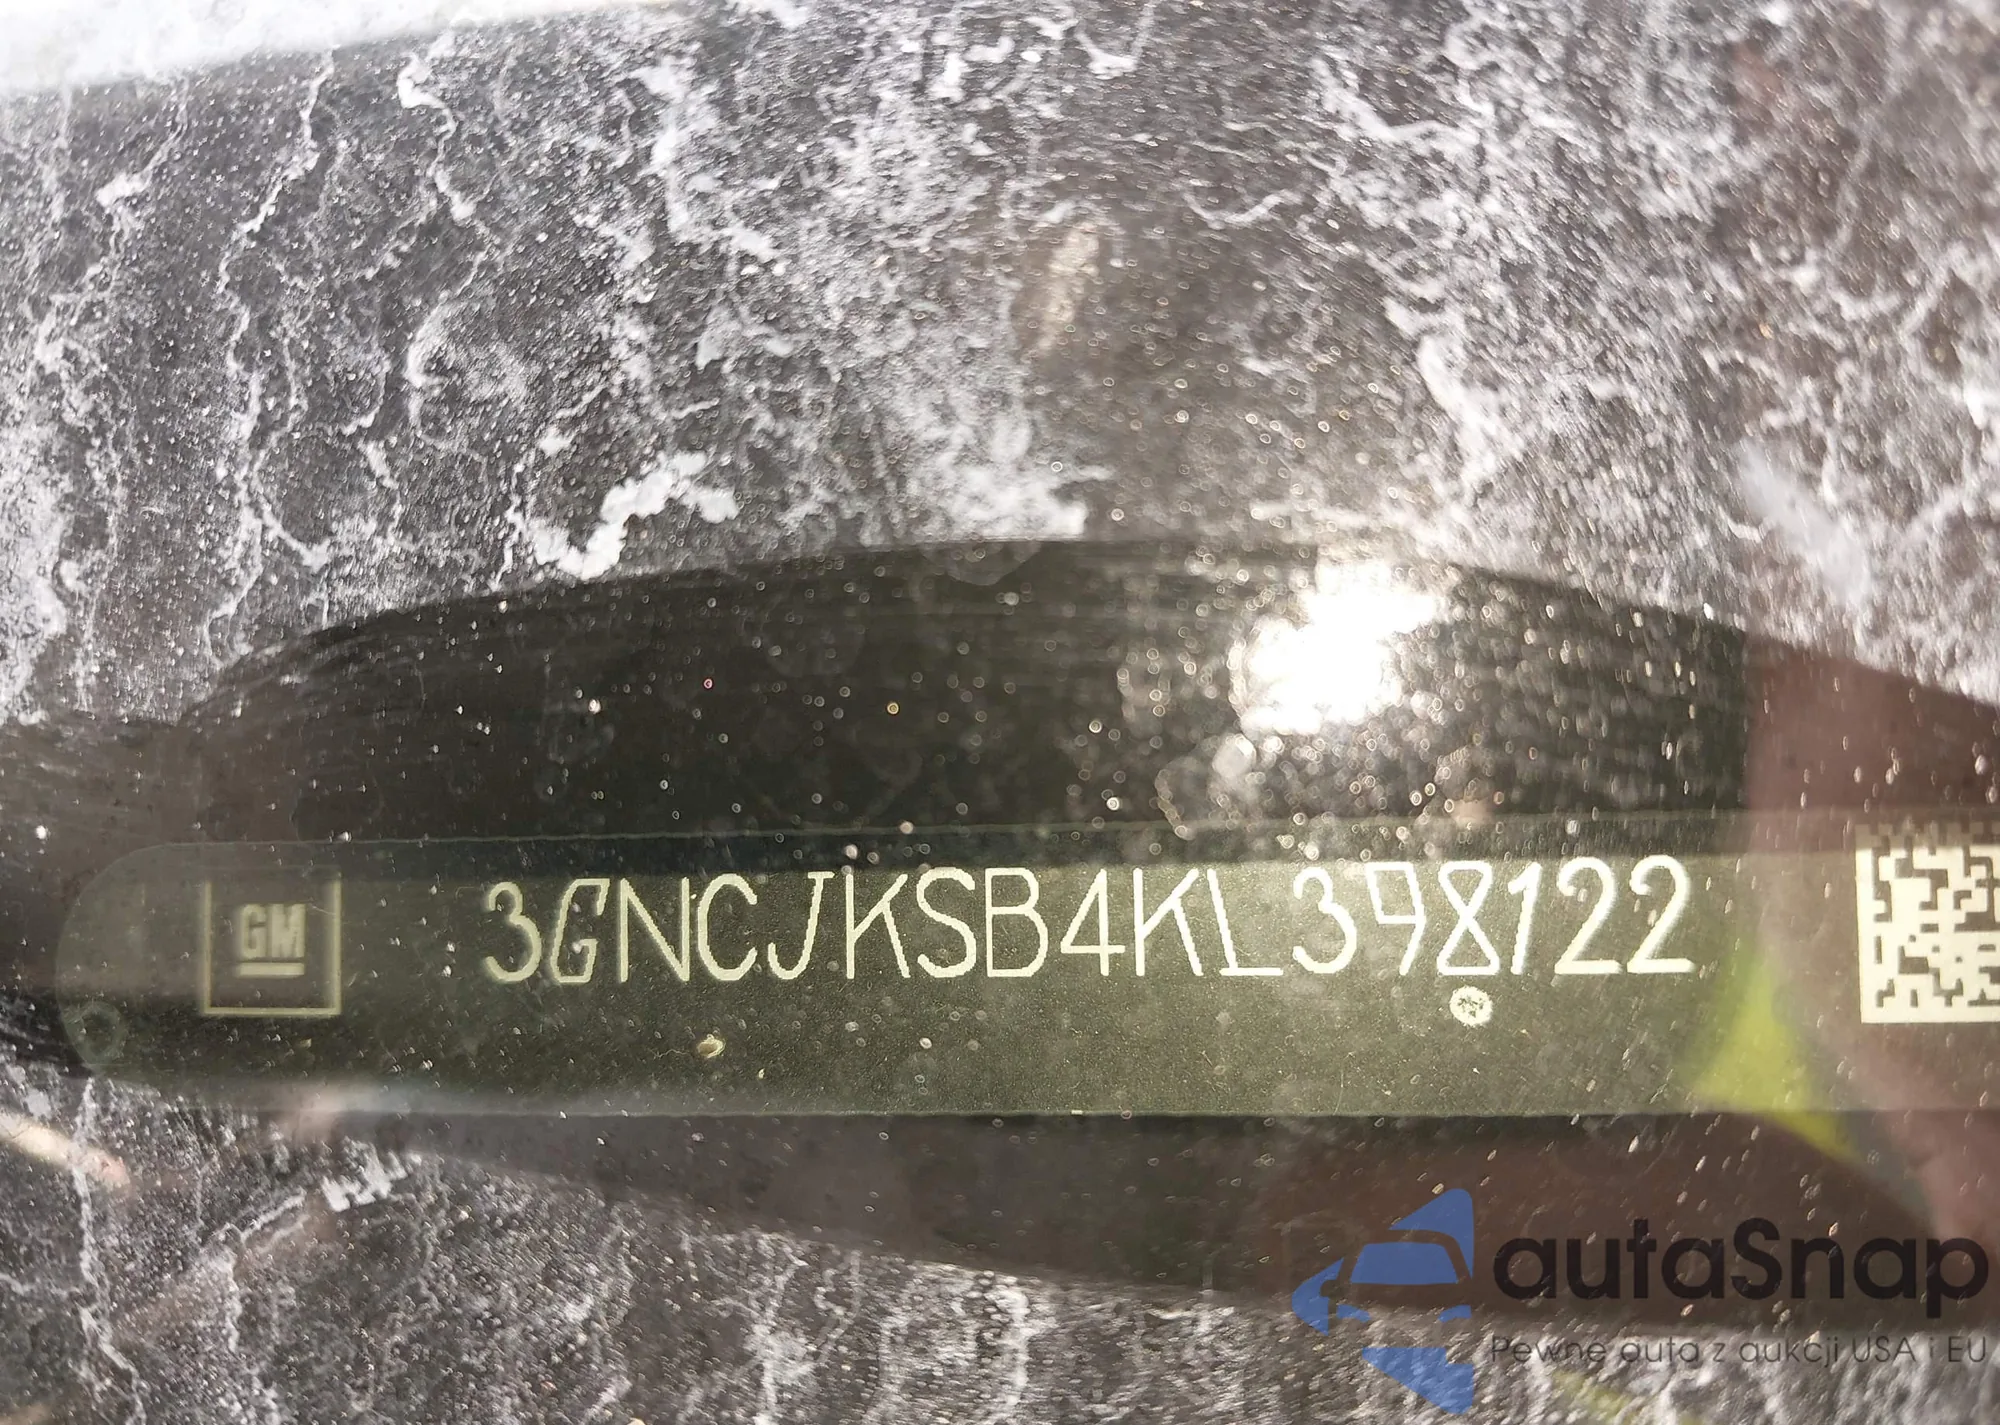 GM 3GNCJKSB4KL398122
autaSnap
Pewne auta z aukcji USA i EU